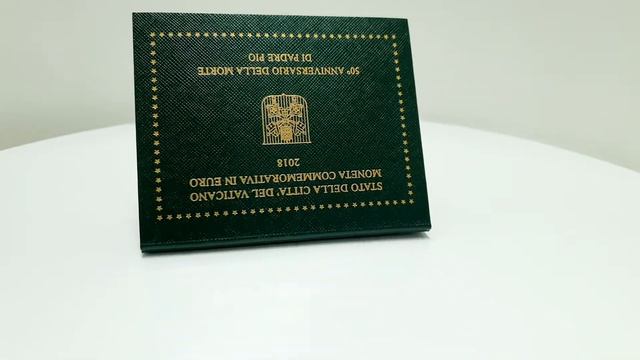 STATO DELLA CITTA' DEL VATICANO
MONETA COMMEMORATIVA IN EURO
2018
50° ANNIVERSARIO DELLA MORTE
DI PADRE PIO